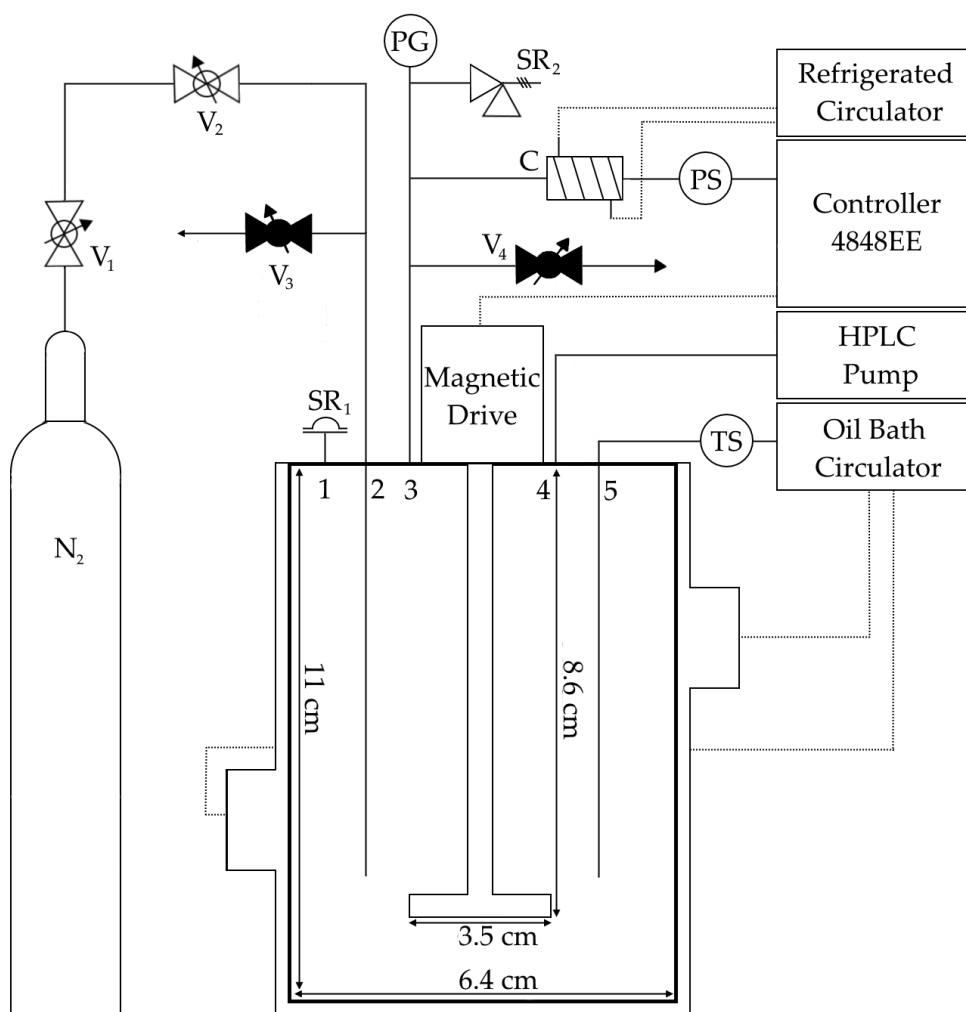 PG
SR₂
Refrigerated
Circulator
V₂
C
PS
Controller
4848EE
V₁
V₃
V₄
HPLC
Pump
Magnetic
Drive
SR₁
TS
Oil Bath
Circulator
1
2
3
4
5
N₂
11 cm
8.6 cm
3.5 cm
6.4 cm